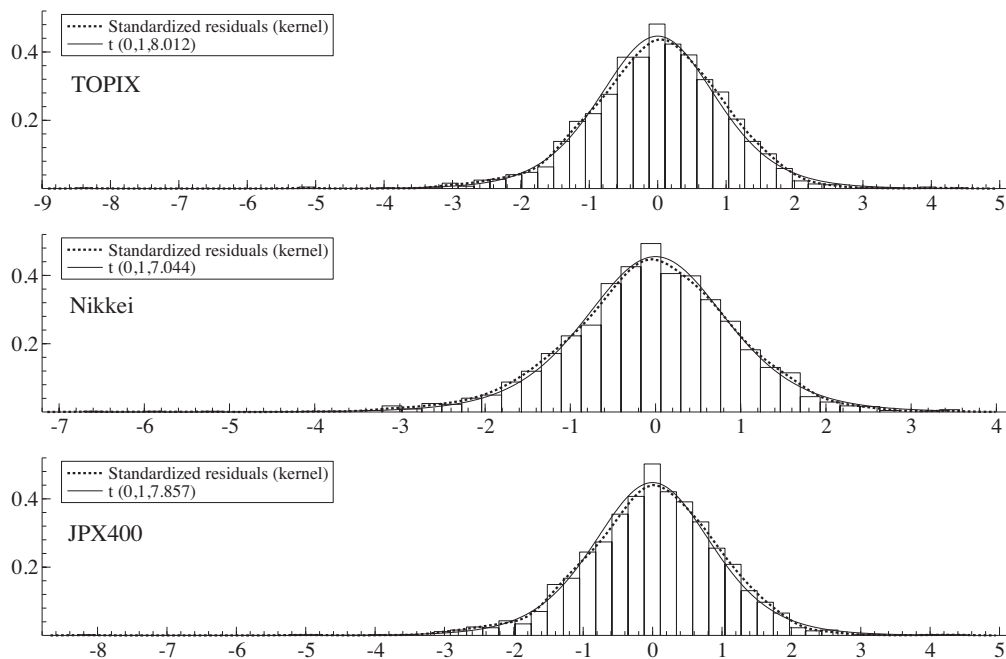 Standardized residuals (kernel)
t (0,1,8.012)
0.4
TOPIX
0.2
-9 -8 -7 -6 -5 -4 -3 -2 -1 0 1 2 3 4 5
Standardized residuals (kernel)
t (0,1,7.044)
0.4
Nikkei
0.2
-7 -6 -5 -4 -3 -2 -1 0 1 2 3 4
Standardized residuals (kernel)
t (0,1,7.857)
0.4
JPX400
0.2
-8 -7 -6 -5 -4 -3 -2 -1 0 1 2 3 4 5